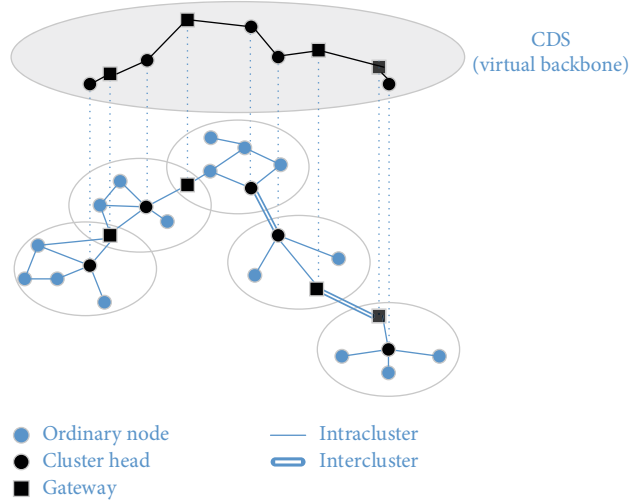 CDS
(virtual backbone)
Ordinary node
Cluster head
Gateway
Intracluster
Intercluster